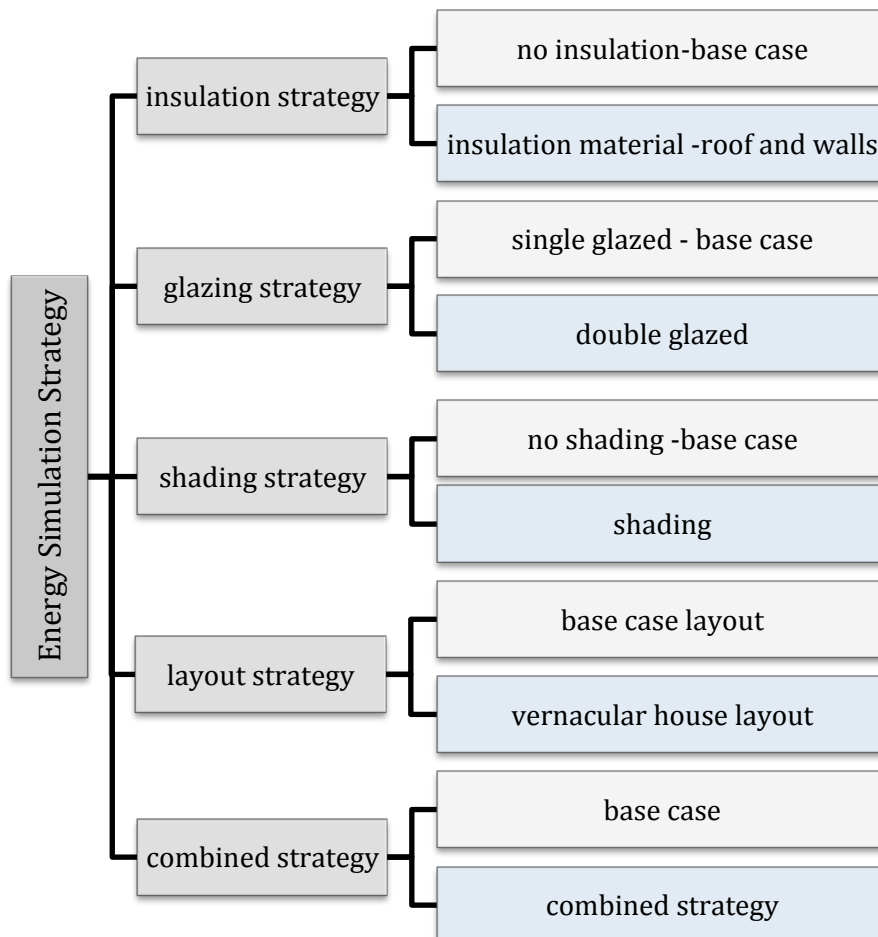 Energy Simulation Strategy
insulation strategy
no insulation-base case
insulation material -roof and walls
glazing strategy
single glazed - base case
double glazed
shading strategy
no shading -base case
shading
layout strategy
base case layout
vernacular house layout
combined strategy
base case
combined strategy